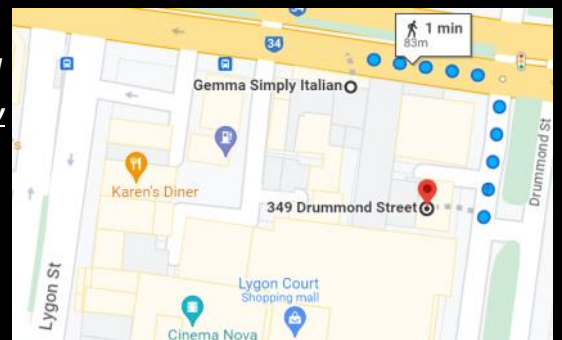 1 min
83m
34
Gemma Simply Italian
Karen's Diner
349 Drummond Street
Drummond St
Lygon St
Lygon Court
Shopping mall
Cinema Nova